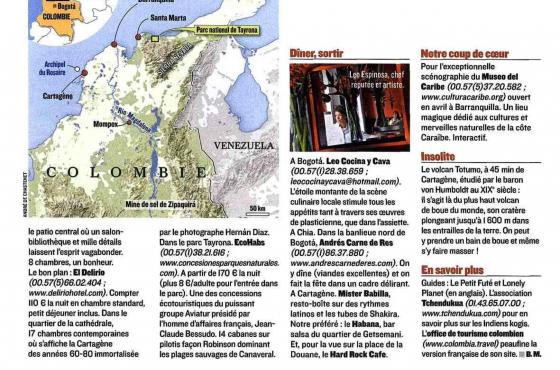 de Bogotá
COLOMBIE
Barranquilla
Santa Marta
Parc national de Tayrona
Archipel
du Rosaire
Carthagène
Mompox
Rio Magdalena
VENEZUELA
COLOMBIE
Mine de sel de Zipaquirá
50 km
le patio central où un salon-
bibliothèque et mille détails
laissent l'esprit vagabonder.
8 chambres, un bonheur.
Le bon plan : El Delirio
(00.57(5)66.02.404 ;
www.deliriohotel.com). Compter
110 € la nuit en chambre standard,
petit déjeuner inclus. Dans le
quartier de la cathédrale,
17 chambres contemporaines
où s'affiche la Cartagène
des années 60-80 immortalisée
par le photographe Hernán Diaz.
Dans le parc Tayrona. EcoHabs
(00.57(1)38.21.616 ;
www.concesionesparquesnaturales.
com). A partir de 170 € la nuit
(plus 8 €/adulte pour l'entrée dans
le parc). Une des concessions
écotouristiques du puissant
groupe Aviatur présidé par
l'homme d'affaires français, Jean-
Claude Bessudo. 14 cabanes sur
pilotis façon Robinson dominant
les plages sauvages de Canaveral.
Dîner, sortir
Leo Espinosa, chef
réputée et artiste.
A Bogotá. Leo Cocina y Cava
(00.57(1)28.38.659 ;
leococinaycava@hotmail.com).
L'étoile montante de la scène
culinaire locale stimule tous les
appétits tant à travers ses œuvres
de plasticienne, que dans l'assiette.
A Chia. Dans la banlieue nord de
Bogotá, Andrés Carne de Res
(00.57(1)86.37.880 ;
www.andrescarnederes.com). On
y dîne (viandes excellentes) et on
fait la fête dans un cadre délirant.
A Cartagène. Mister Babilla,
resto-boîte sur des rythmes
latinos et les tubes de Shakira.
Notre préféré : le Habana, bar
salsa du quartier de Getsemani.
Et, pour la vue sur la place de la
Douane, le Hard Rock Cafe.
Notre coup de cœur
Pour l'exceptionnelle
scénographie du Museo del
Caribe (00.57(5)37.20.582 ;
www.culturacaribe.org) ouvert
en avril à Barranquilla. Un lieu
magique dédié aux cultures et
merveilles naturelles de la côte
Caraïbe. Interactif.
Insolite
Le volcan Totumo, à 45 min de
Cartagène, étudié par le baron
von Humboldt au XIXe siècle :
il s'agit là du plus haut volcan
de boue du monde, son cratère
plongeant jusqu'à 1 600 m dans
les entrailles de la terre. On peut
y prendre un bain de boue et même
s'y faire masser !
En savoir plus
Guides : Le Petit Futé et Lonely
Planet (en anglais). L'association
Tchendukua (01.43.65.07.00 ;
www.tchendukua.com) pour en
savoir plus sur les Indiens kogis.
L'office de tourisme colombien
(www.colombia.travel) peaufine la
version française de son site. B. M.